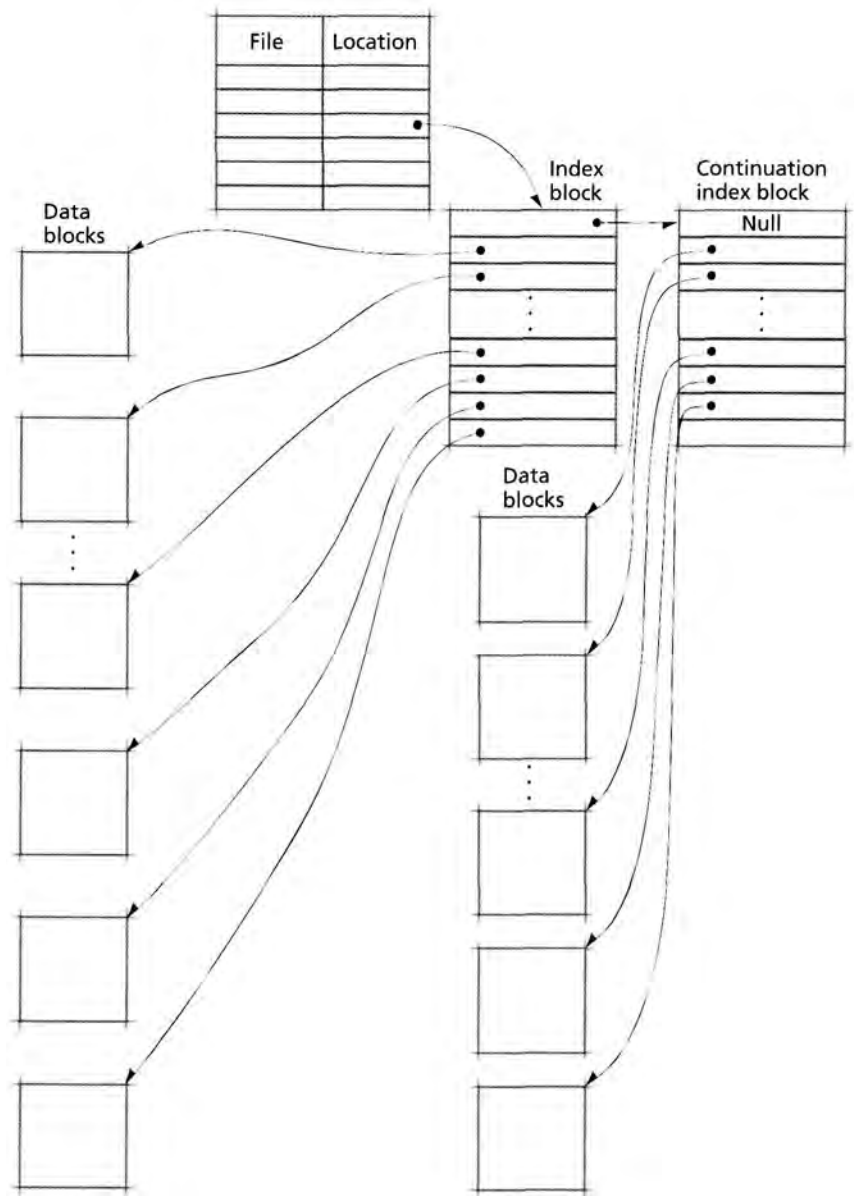 File Location
Index
block
Continuation
index block
Null
Data
blocks
Data
blocks